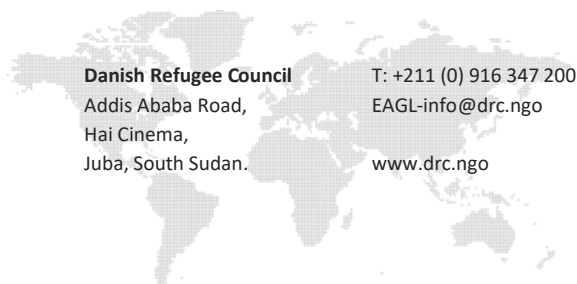 Danish Refugee Council
Addis Ababa Road,
Hai Cinema,
Juba, South Sudan.
T: +211 (0) 916 347 200
EAGL-info@drc.ngo
www.drc.ngo